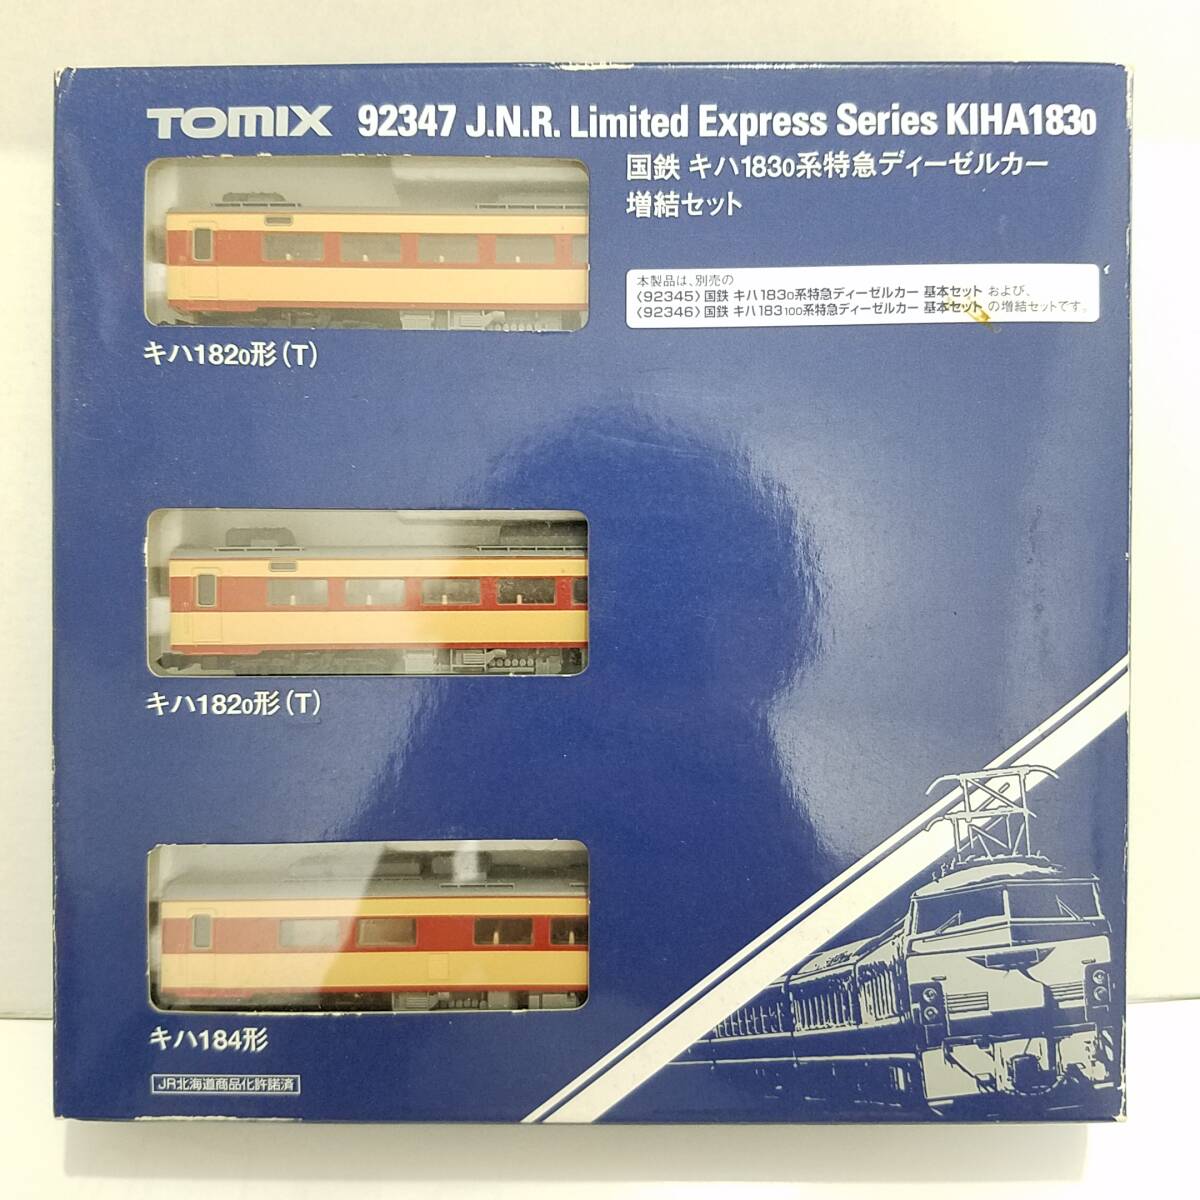 TOMIX 92347 J.N.R. Limited Express Series KIHA1830
国鉄 キハ1830系特急ディーゼルカー
増結セット
本製品は、別売の
〈92345〉国鉄 キハ1830系特急ディーゼルカー 基本セット および、
〈92346〉国鉄 キハ183100系特急ディーゼルカー 基本セット の増結セットです。
キハ1820形(T)
キハ1820形(T)
キハ184形
JR北海道商品化許諾済